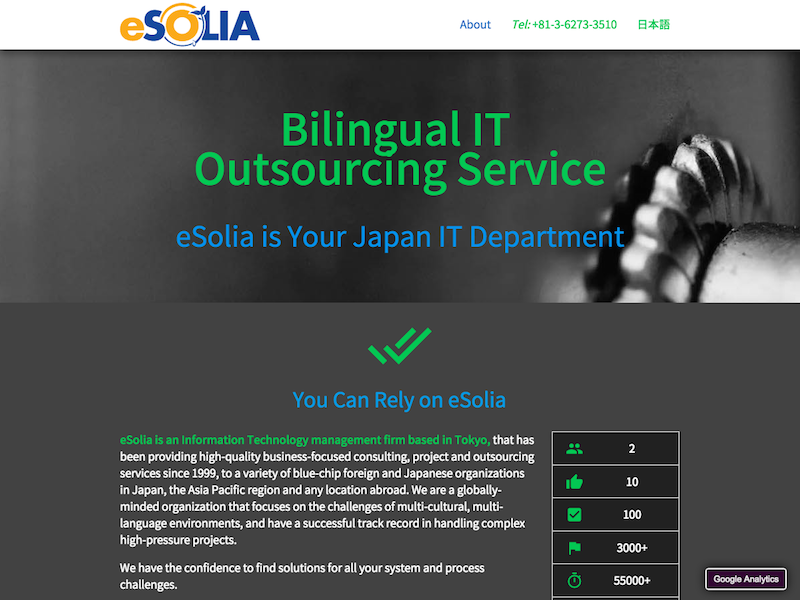 eSOLIA
About Tel: +81-3-6273-3510 日本語
Bilingual IT
Outsourcing Service
eSolia is Your Japan IT Department
You Can Rely on eSolia
eSolia is an Information Technology management firm based in Tokyo, that has
been providing high-quality business-focused consulting, project and outsourcing
services since 1999, to a variety of blue-chip foreign and Japanese organizations
in Japan, the Asia Pacific region and any location abroad. We are a globally-
minded organization that focuses on the challenges of multi-cultural, multi-
language environments, and have a successful track record in handling complex
high-pressure projects.
We have the confidence to find solutions for all your system and process
challenges.
2
10
100
3000+
55000+
Google Analytics